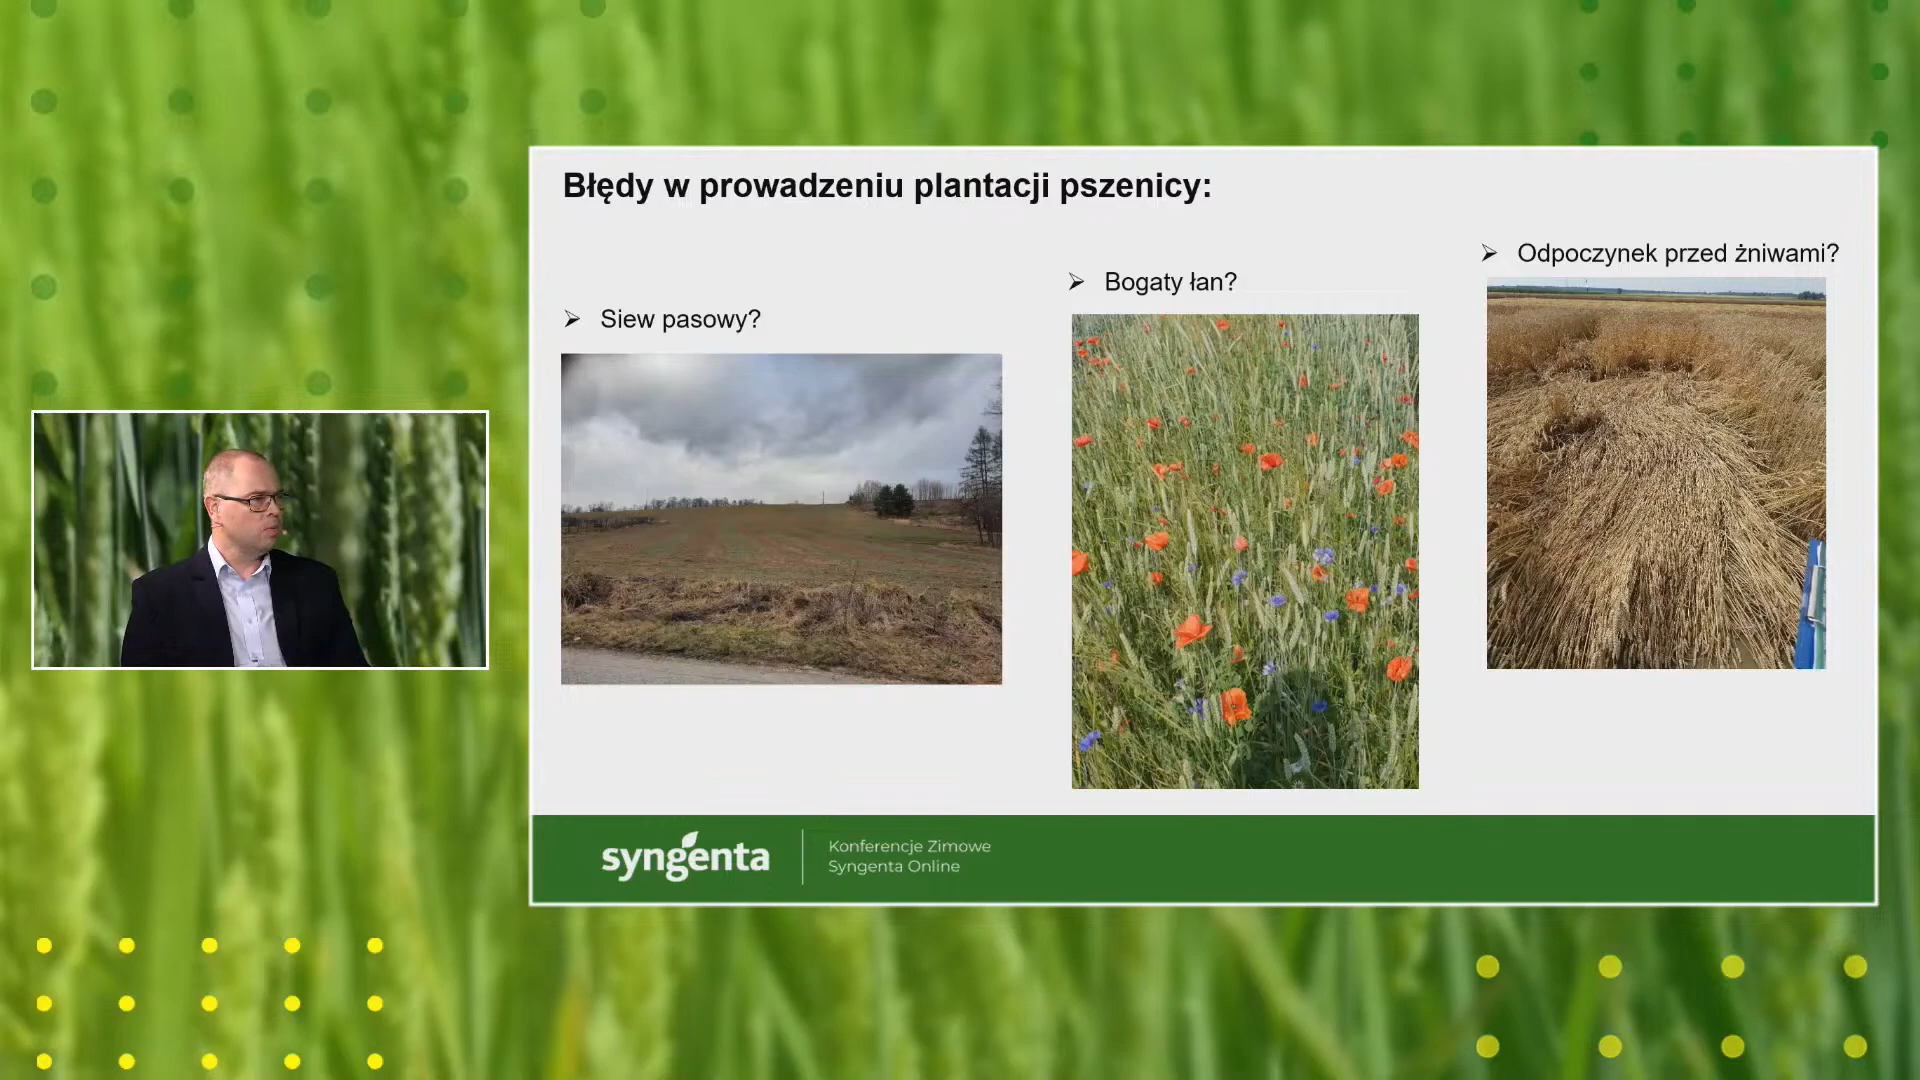 Błędy w prowadzeniu plantacji pszenicy:
➢ Siew pasowy?
➢ Bogaty łan?
➢ Odpoczynek przed żniwami?
syngenta
Konferencje Zimowe
Syngenta Online